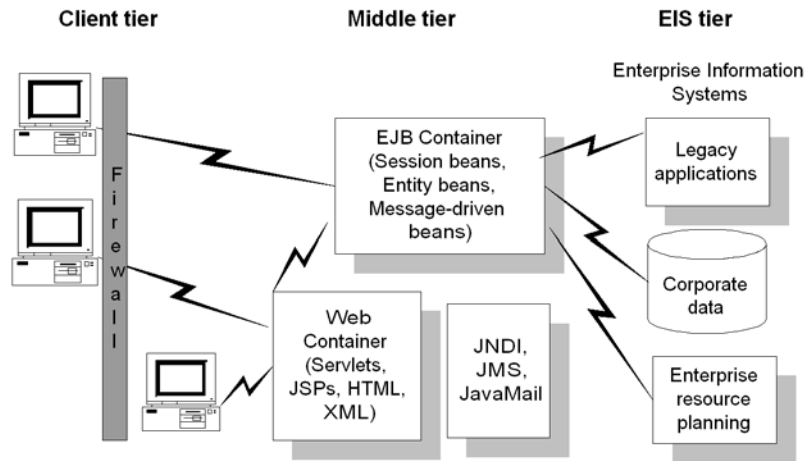 Client tier
Middle tier
EIS tier
Firewall
Enterprise Information
Systems
EJB Container
(Session beans,
Entity beans,
Message-driven
beans)
Legacy
applications
Corporate
data
Web
Container
(Servlets,
JSPs, HTML,
XML)
JNDI,
JMS,
JavaMail
Enterprise
resource
planning